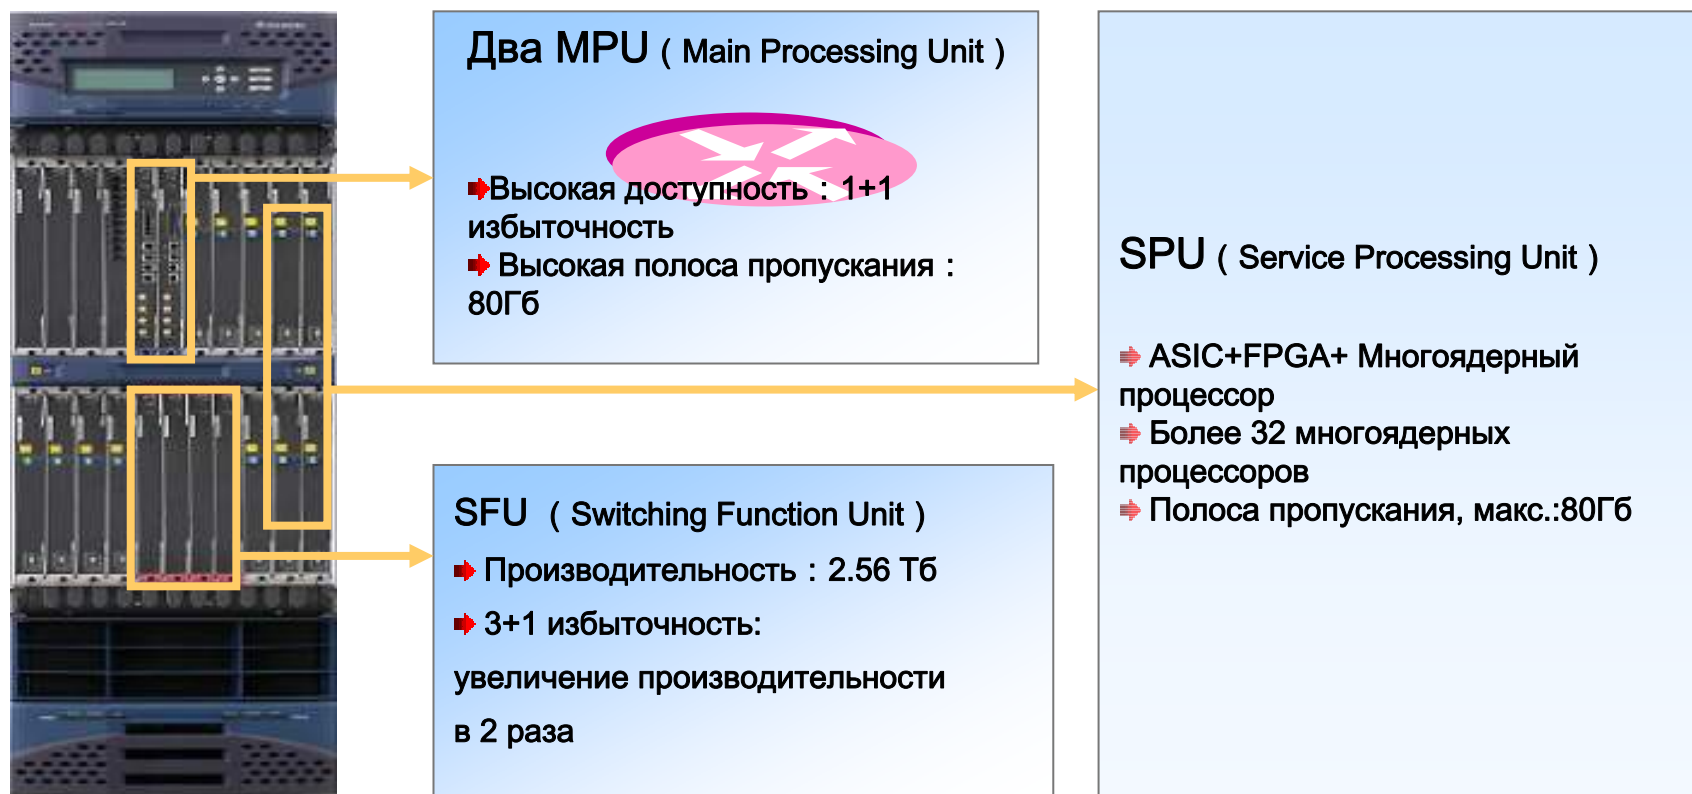 Два MPU ( Main Processing Unit )
Высокая доступность : 1+1
избыточность
Высокая полоса пропускания :
80Гб
SFU ( Switching Function Unit )
Производительность : 2.56 Тб
3+1 избыточность:
увеличение производительности
в 2 раза
SPU ( Service Processing Unit )
ASIC+FPGA+ Многоядерный
процессор
Более 32 многоядерных
процессоров
Полоса пропускания, макс.:80Гб